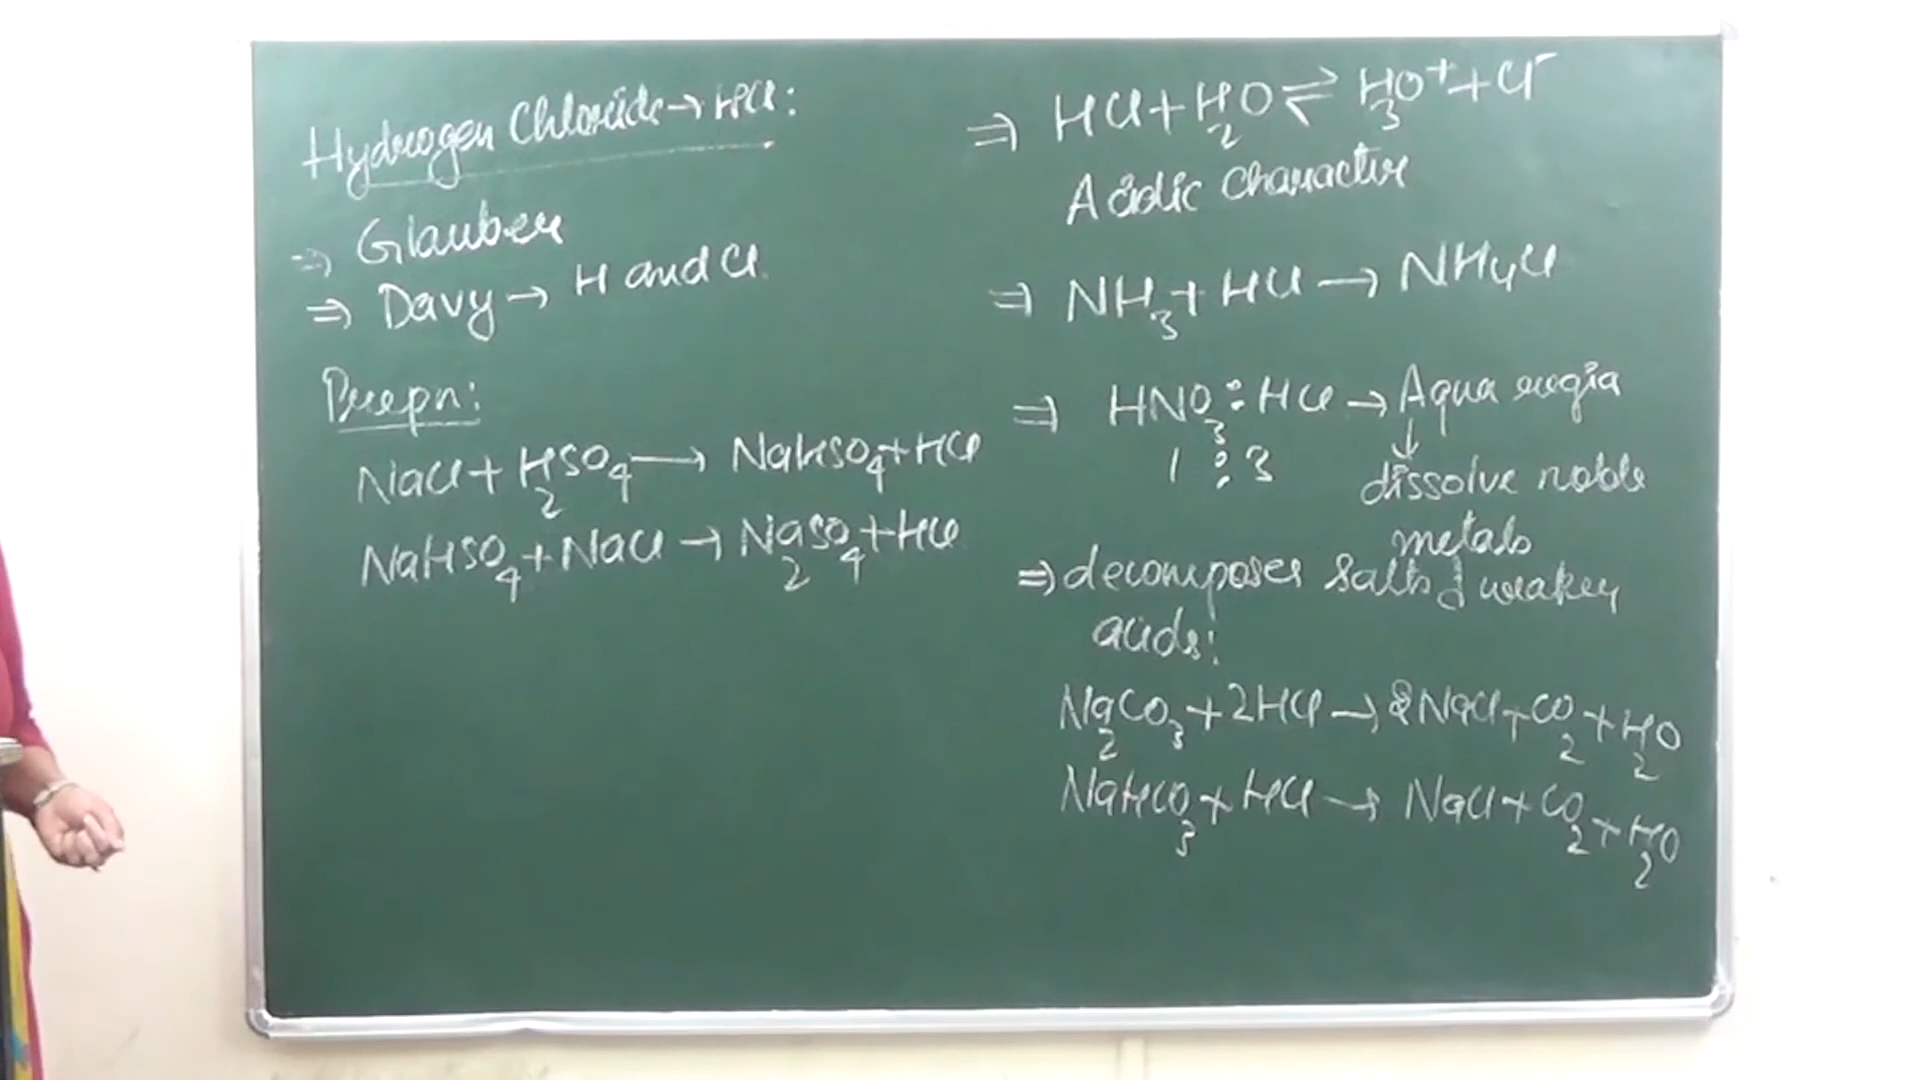 Hydrogen Chloride → HCl :
⇒ Glauber
⇒ Davy → H and Cl
Prepn :
NaCl + H₂SO₄ → NaHSO₄ + HCl
NaHSO₄ + NaCl → Na₂SO₄ + HCl
⇒ HCl + H₂O ⇌ H₃O⁺ + Cl⁻
Acidic Character
⇒ NH₃ + HCl → NH₄Cl
⇒ HNO₃ : HCl → Aqua regia
↓
1 : 3 dissolve noble
metals
⇒ decomposes salts of weaker
acids :
Na₂CO₃ + 2HCl → 2NaCl + CO₂ + H₂O
NaHCO₃ + HCl → NaCl + CO₂ + H₂O